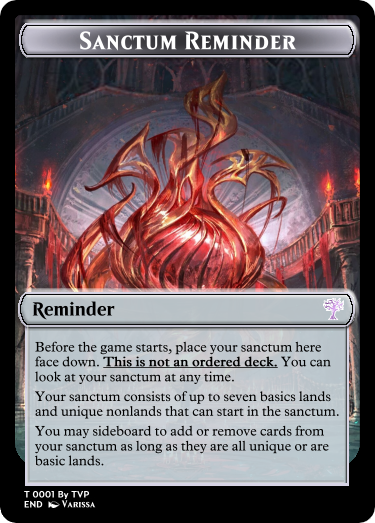 Sanctum Reminder
Reminder
Before the game starts, place your sanctum here
face down. This is not an ordered deck. You can
look at your sanctum at any time.
Your sanctum consists of up to seven basics lands
and unique nonlands that can start in the sanctum.
You may sideboard to add or remove cards from
your sanctum as long as they are all unique or are
basic lands.
T 0001 By TVP
END Varissa